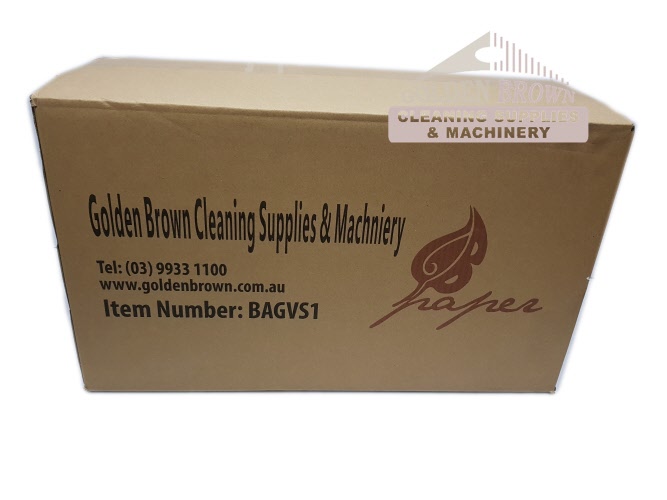 GOLDEN BROWN
CLEANING SUPPLIES
& MACHINERY
Golden Brown Cleaning Supplies & Machniery
Tel: (03) 9933 1100
www.goldenbrown.com.au
Item Number: BAGVS1
B
paper